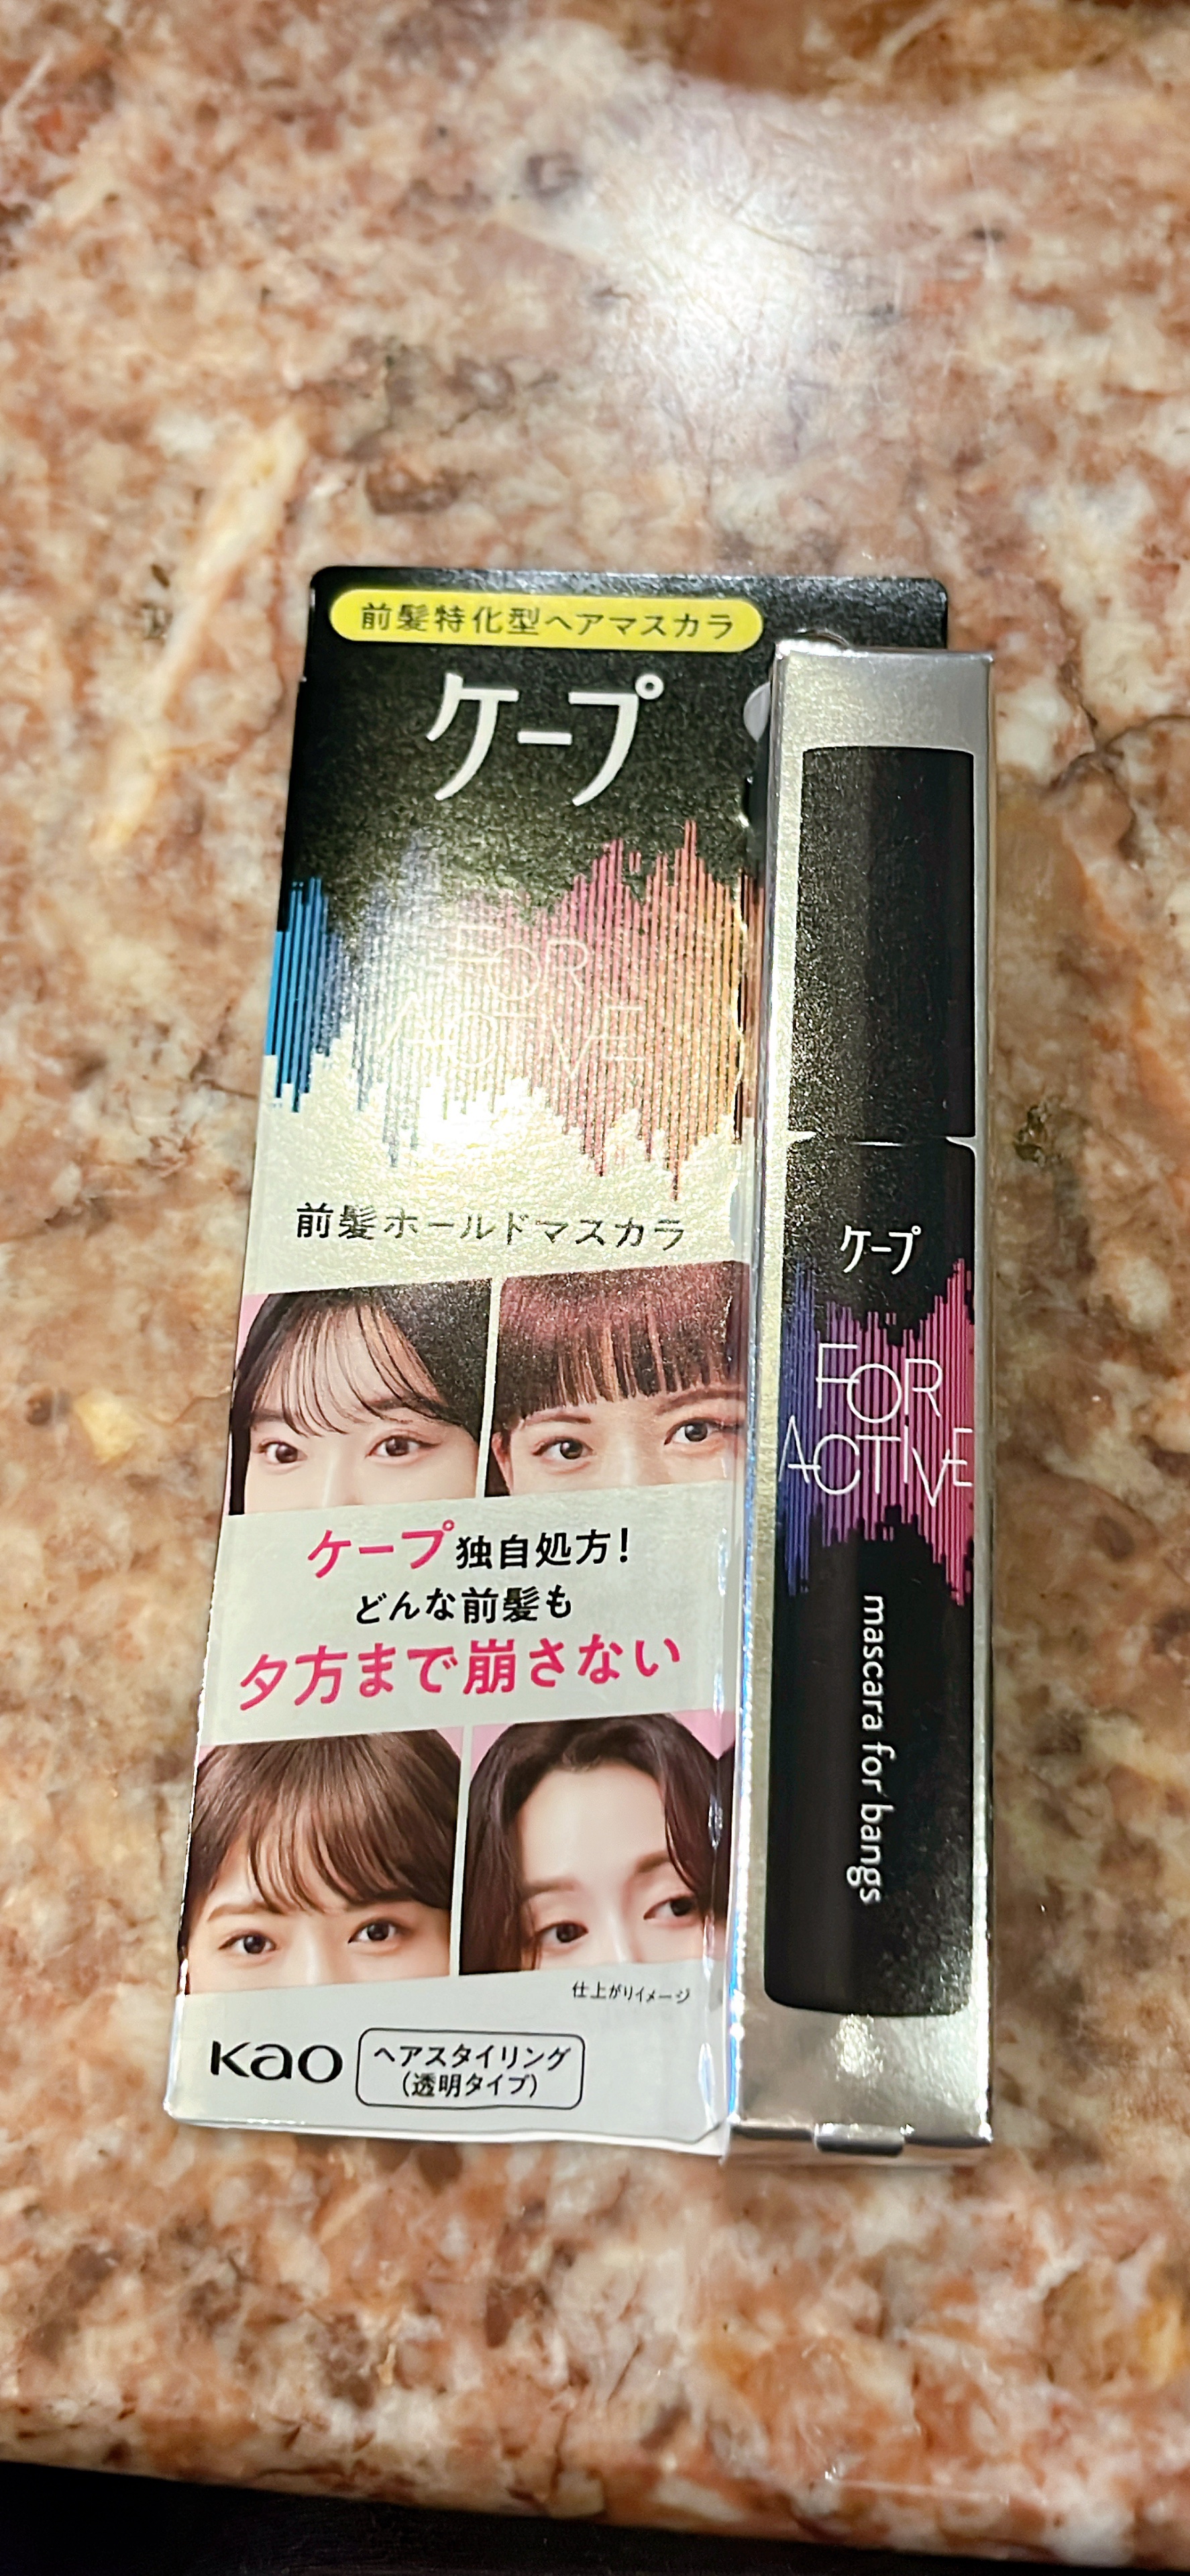 前髪特化型ヘアマスカラ
ケープ
FOR
ACTIVE
前髪ホールドマスカラ
ケープ独自処方!
どんな前髪も
夕方まで崩さない
仕上がりイメージ
Kao
ヘアスタイリング
(透明タイプ)
ケープ
FOR
ACTIVE
mascara for bangs